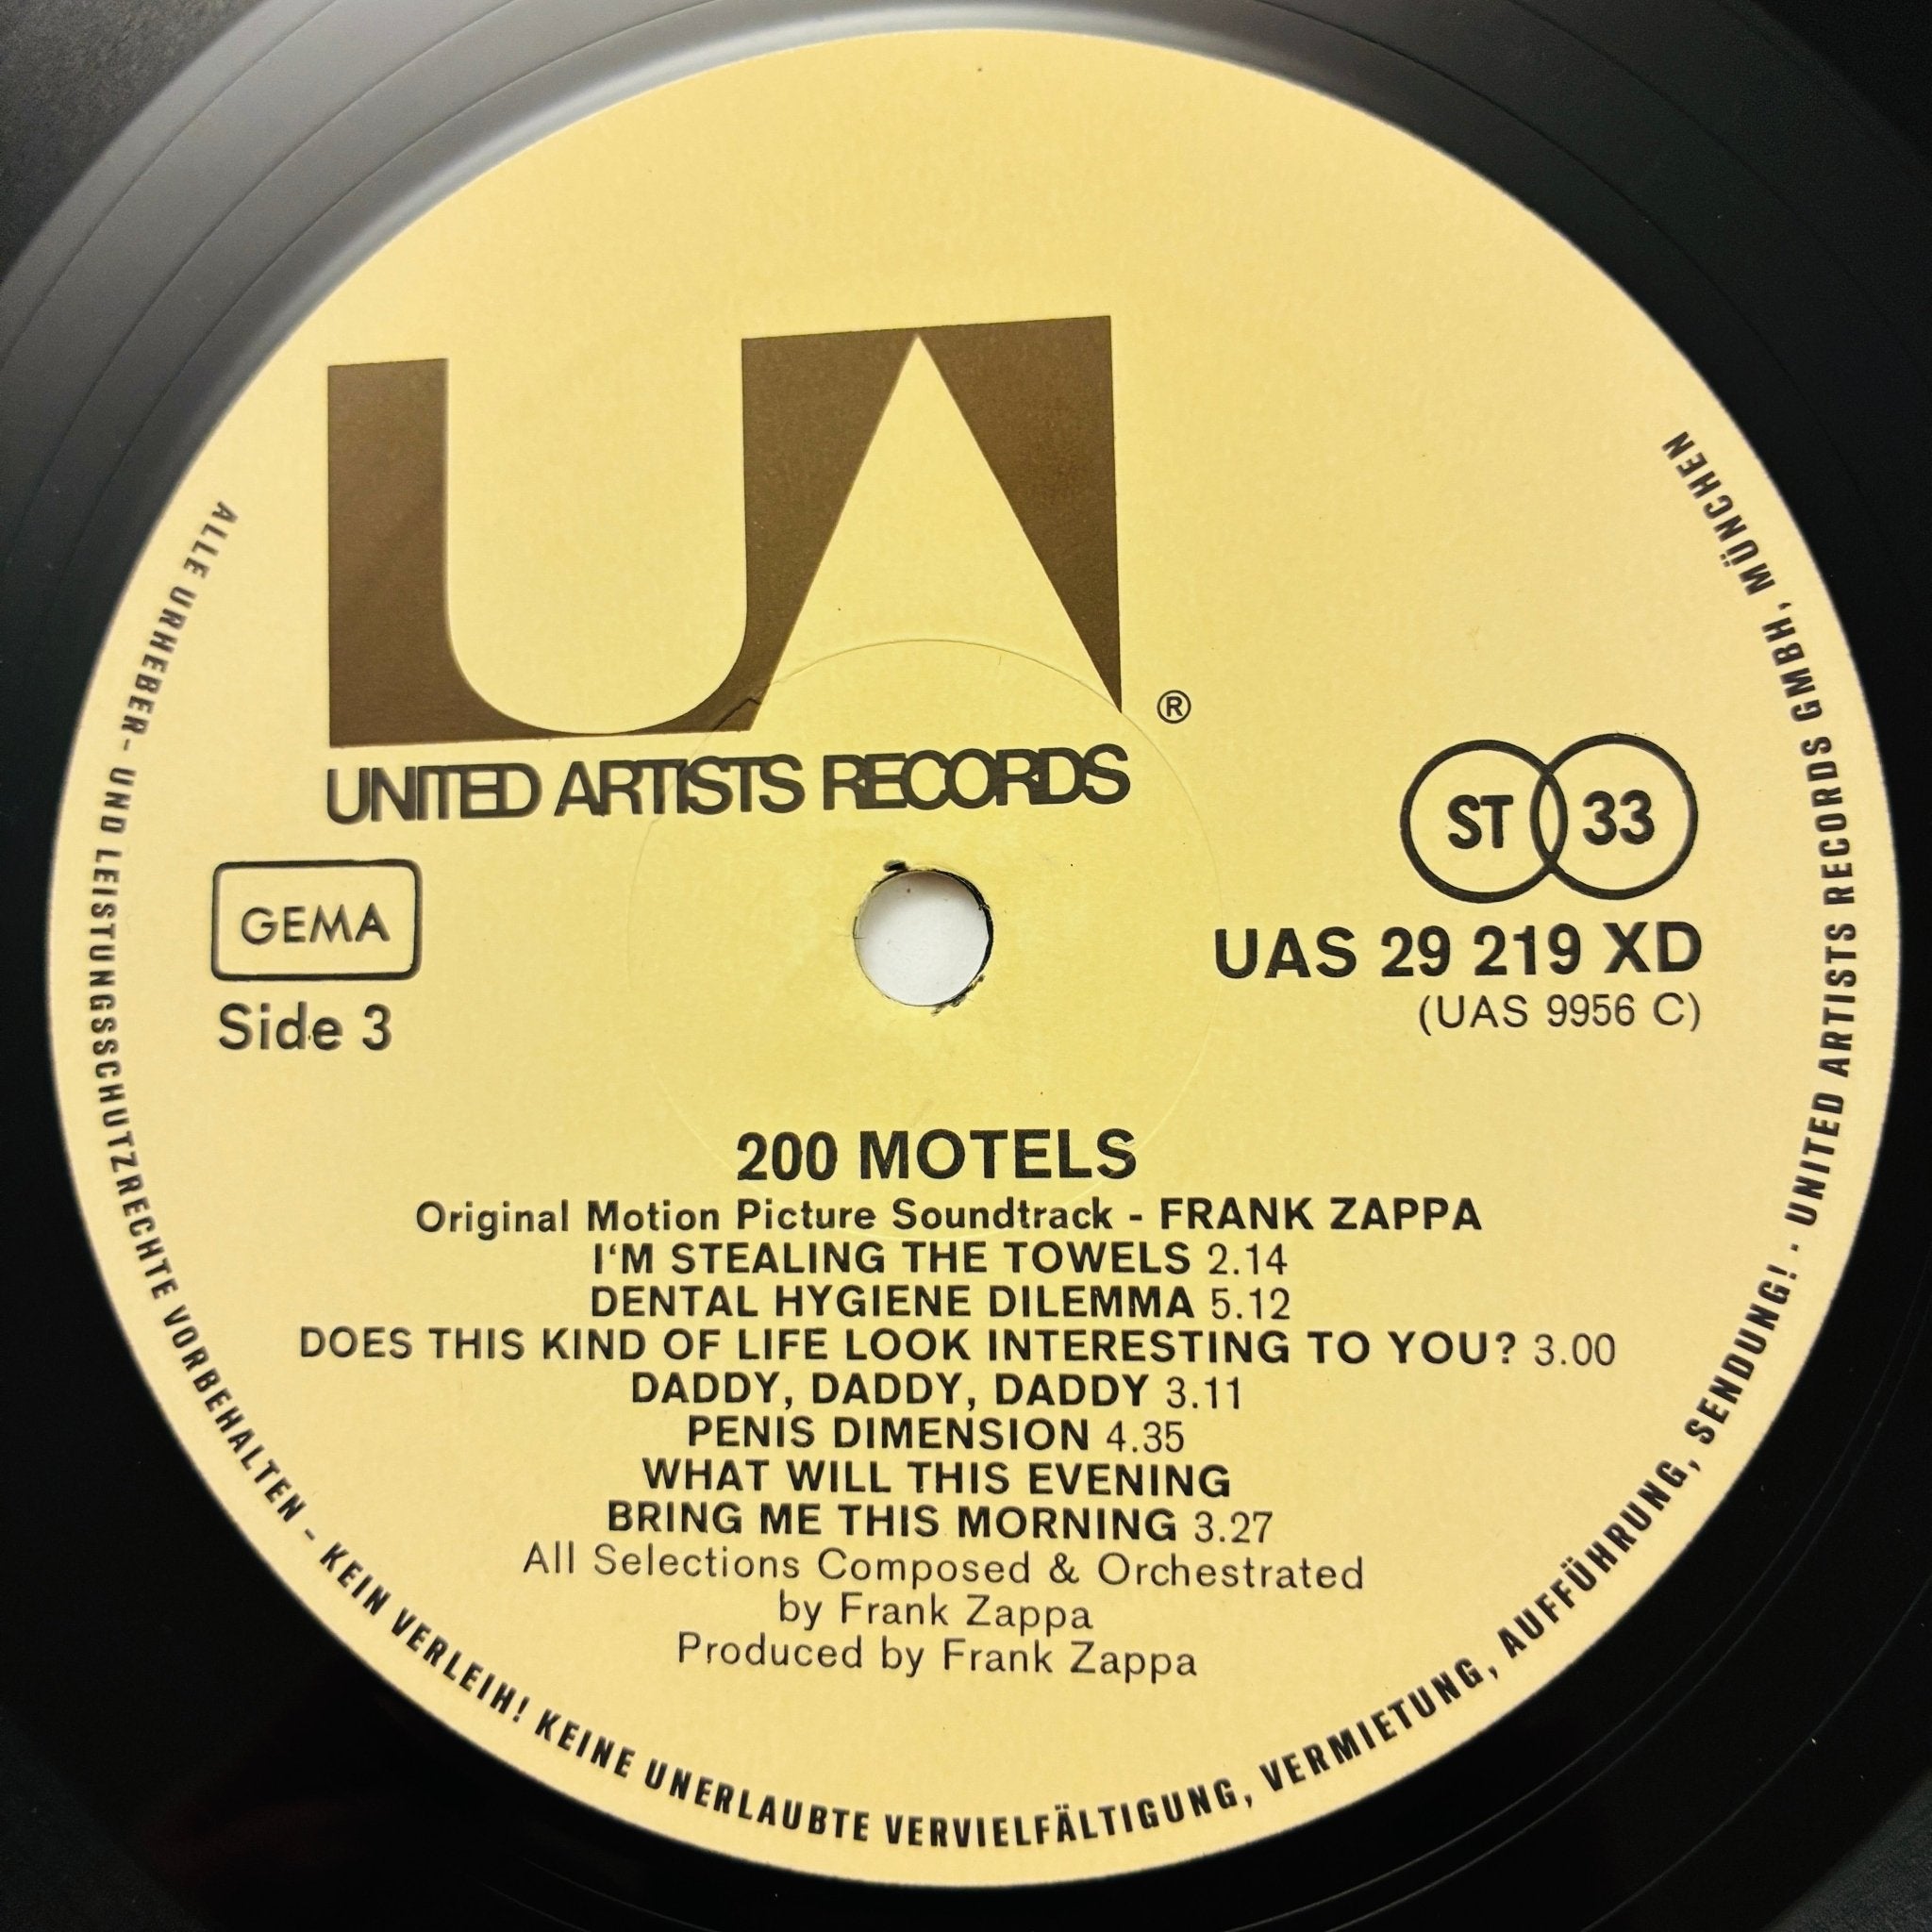 UA
®
UNITED ARTISTS RECORDS
ST 33
GEMA
UAS 29 219 XD
(UAS 9956 C)
Side 3
200 MOTELS
Original Motion Picture Soundtrack - FRANK ZAPPA
I'M STEALING THE TOWELS 2.14
DENTAL HYGIENE DILEMMA 5.12
DOES THIS KIND OF LIFE LOOK INTERESTING TO YOU? 3.00
DADDY, DADDY, DADDY 3.11
PENIS DIMENSION 4.35
WHAT WILL THIS EVENING
BRING ME THIS MORNING 3.27
All Selections Composed & Orchestrated
by Frank Zappa
Produced by Frank Zappa
ALLE URHEBER- UND LEISTUNGSSCHUTZRECHTE VORBEHALTEN - KEIN VERLEIH! KEINE UNERLAUBTE VERVIELFÄLTIGUNG, VERMIETUNG, AUFFÜHRUNG, SENDUNG! · UNITED ARTISTS RECORDS GMBH, MÜNCHEN